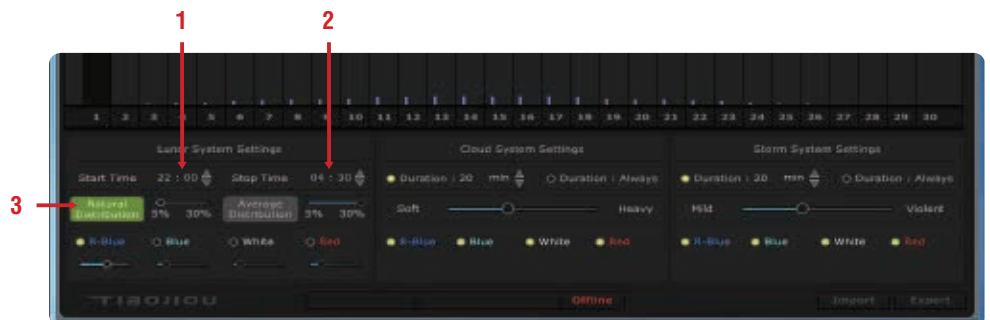 1 2
1 2 3 4 5 6 7 8 9 10 11 12 13 14 15 16 17 18 19 20 21 22 23 24 25 26 27 28 29 30
Lunar System Settings Cloud System Settings Storm System Settings
Start Time 22 : 00 Stop Time 04 : 30 Duration : 20 min Duration : Always Duration : 20 min Duration : Always
3 Natural Distribution 5% 30% Average Distribution 5% 30% Soft Heavy Mild Violent
R-Blue Blue White Red R-Blue Blue White Red R-Blue Blue White Red
Offline Import Export